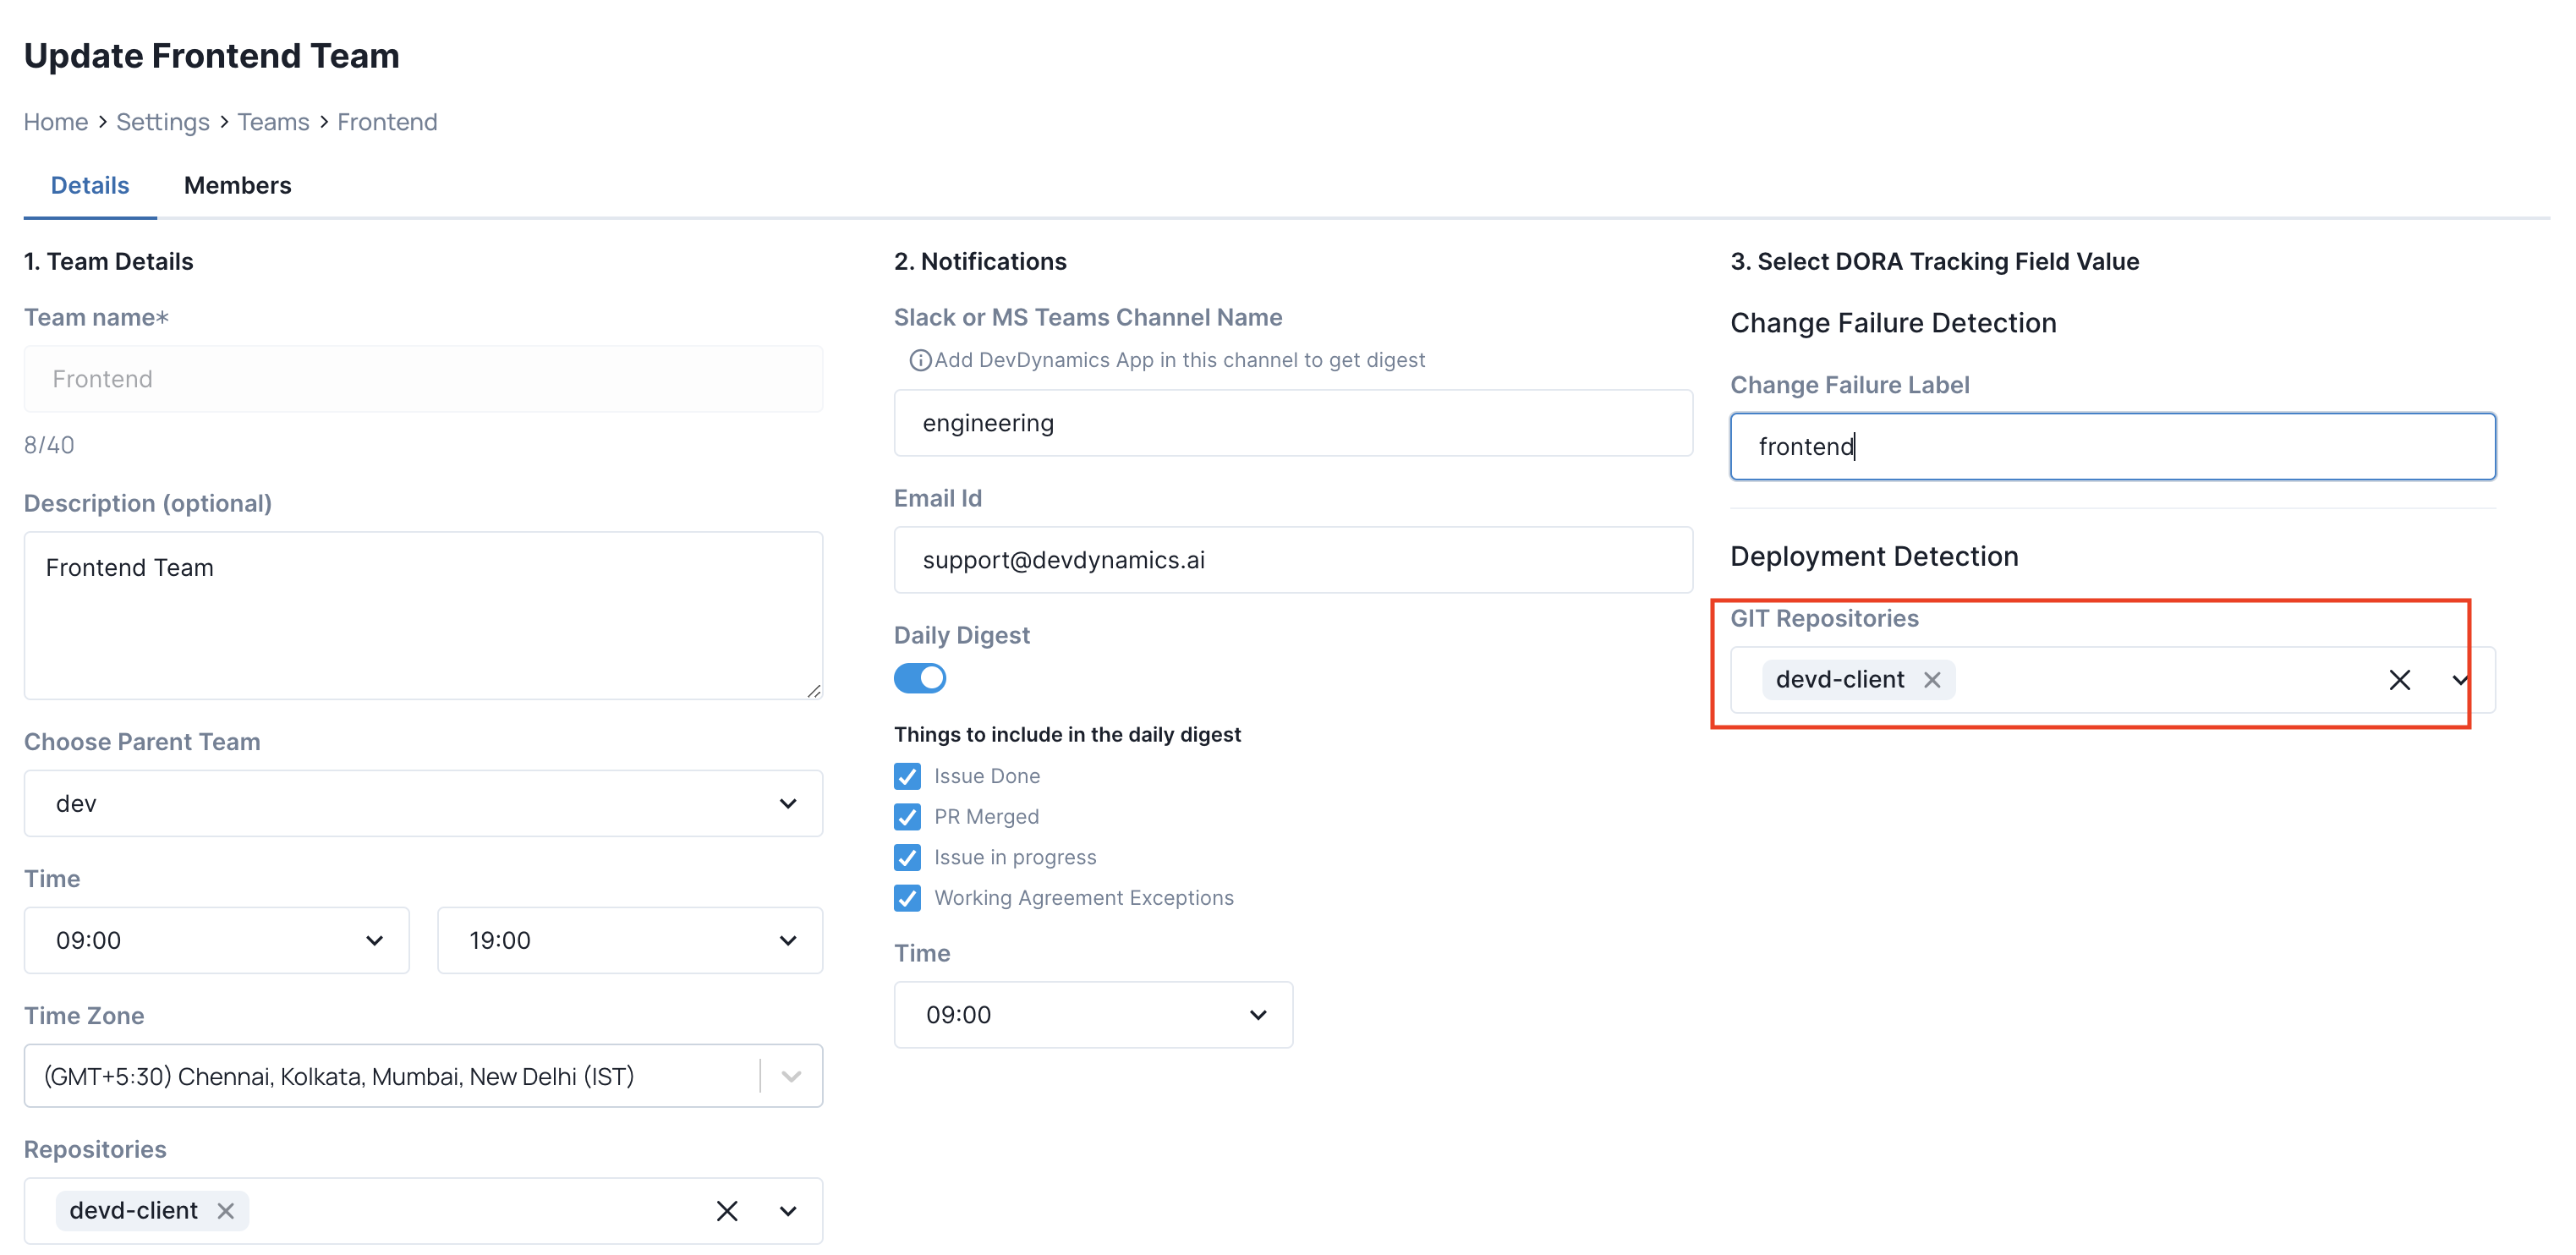 Update Frontend Team
Home > Settings > Teams > Frontend
Details Members
1. Team Details
Team name*
Frontend
8/40
Description (optional)
Frontend Team
Choose Parent Team
dev
Time
09:00 19:00
Time Zone
(GMT+5:30) Chennai, Kolkata, Mumbai, New Delhi (IST)
Repositories
devd-client
2. Notifications
Slack or MS Teams Channel Name
Add DevDynamics App in this channel to get digest
engineering
Email Id
support@devdynamics.ai
Daily Digest
Things to include in the daily digest
Issue Done
PR Merged
Issue in progress
Working Agreement Exceptions
Time
09:00
3. Select DORA Tracking Field Value
Change Failure Detection
Change Failure Label
frontend
Deployment Detection
GIT Repositories
devd-client